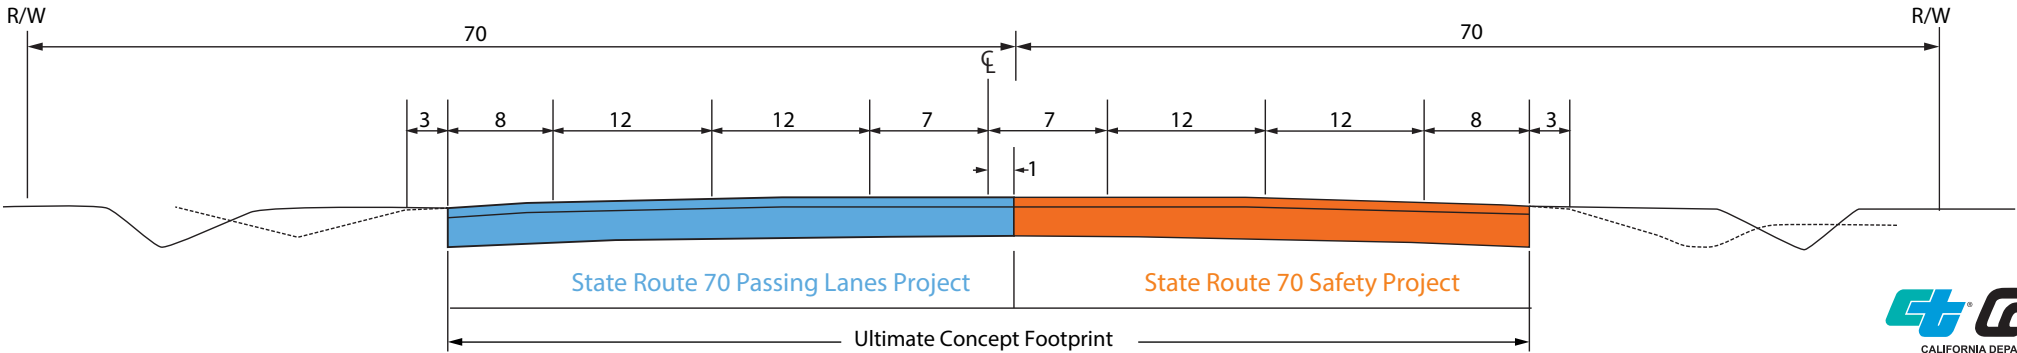 R/W R/W
70 70
℄
3 8 12 12 7 7 12 12 8 3
1
State Route 70 Passing Lanes Project State Route 70 Safety Project
Ultimate Concept Footprint
Ct ®
CALIFORNIA